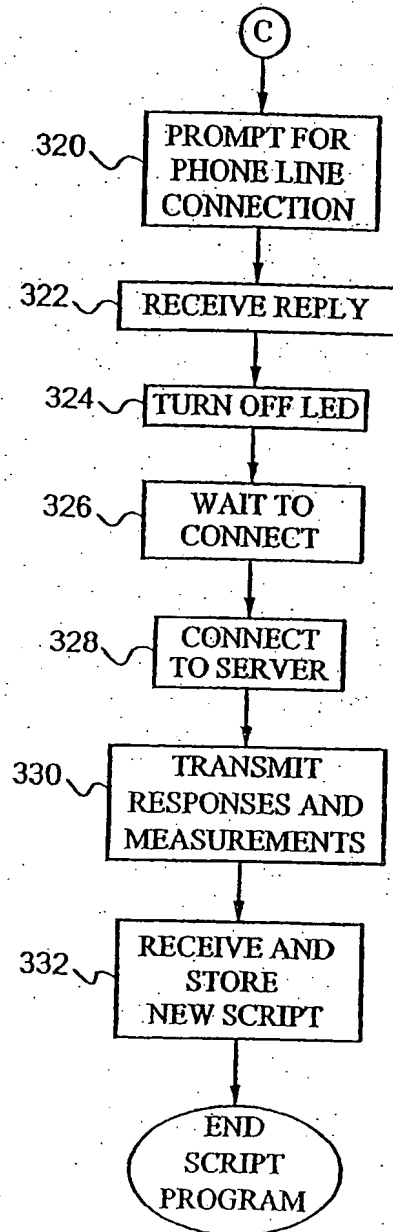 C
320
PROMPT FOR
PHONE LINE
CONNECTION
322
RECEIVE REPLY
324
TURN OFF LED
326
WAIT TO
CONNECT
328
CONNECT
TO SERVER
330
TRANSMIT
RESPONSES AND
MEASUREMENTS
332
RECEIVE AND
STORE
NEW SCRIPT
END
SCRIPT
PROGRAM